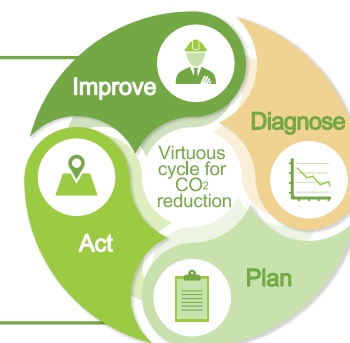 Improve
Diagnose
Virtuous
cycle for
CO₂
reduction
Act
Plan